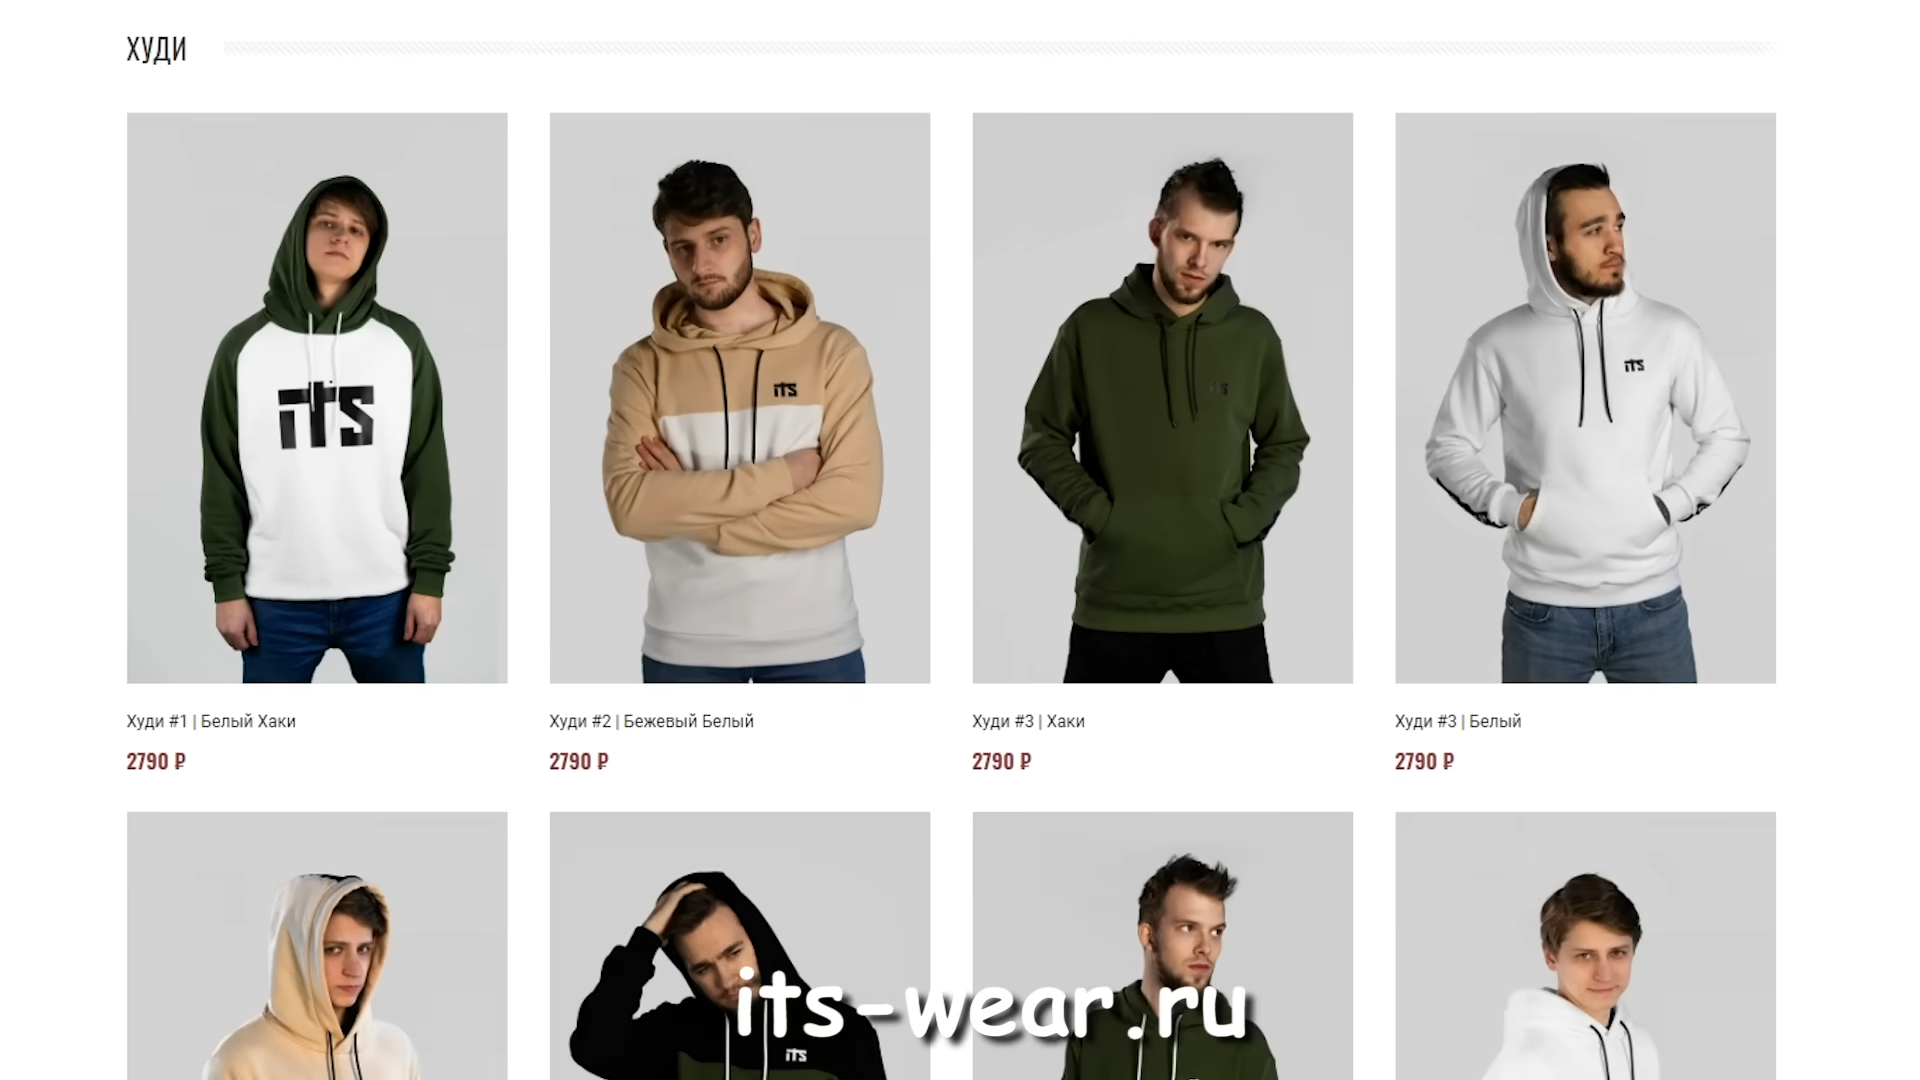 ХУДИ
its
its
its
its
Худи #1 | Белый Хаки
Худи #2 | Бежевый Белый
Худи #3 | Хаки
Худи #3 | Белый
2790 ₽
2790 ₽
2790 ₽
2790 ₽
its-wear.ru
its